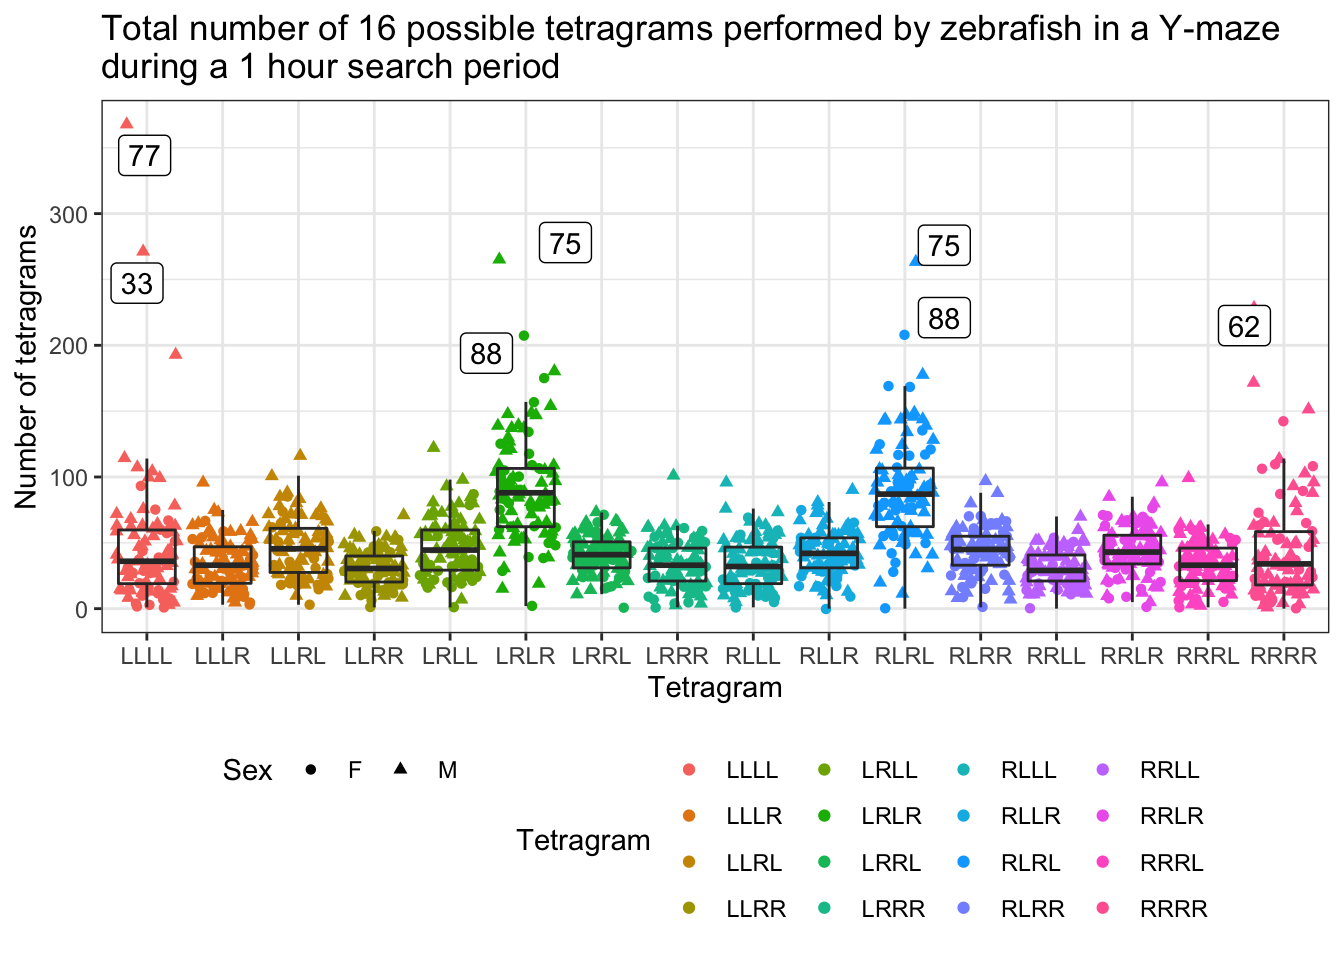 Total number of 16 possible tetragrams performed by zebrafish in a Y-maze
during a 1 hour search period
Number of tetragrams
300
200
100
0
77
33
75
88
75
88
62
LLLL LLLR LLRL LLRR LRLL LRLR LRRL LRRR RLLL RLLR RLRL RLRR RRLL RRLR RRRL RRRR
Tetragram
Sex F M
Tetragram
LLLL LRLL RLLL RRLL
LLLR LRLR RLLR RRLR
LLRL LRRL RLRL RRRL
LLRR LRRR RLRR RRRR